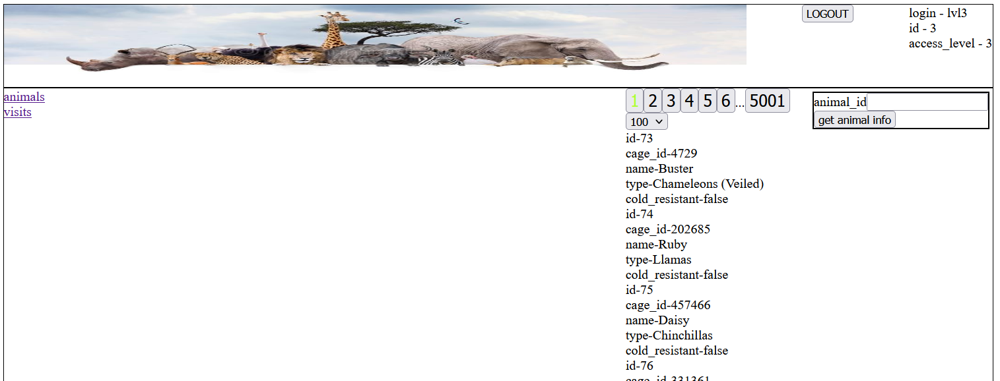 LOGOUT
login - lvl3
id - 3
access_level - 3
animals
visits
1 2 3 4 5 6 ... 5001
100
id-73
cage_id-4729
name-Buster
type-Chameleons (Veiled)
cold_resistant-false
id-74
cage_id-202685
name-Ruby
type-Llamas
cold_resistant-false
id-75
cage_id-457466
name-Daisy
type-Chinchillas
cold_resistant-false
id-76
cage_id-331361
animal_id
get animal info